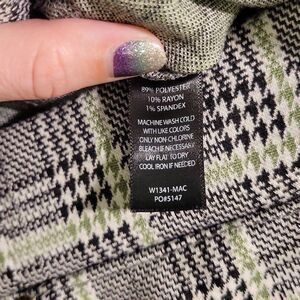 89% POLYESTER
10% RAYON
1% SPANDEX
MACHINE WASH COLD
WITH LIKE COLORS
ONLY NON-CHLORINE
BLEACH IF NECESSARY
LAY FLAT TO DRY
COOL IRON IF NEEDED
W1341-MAC
PO#5147